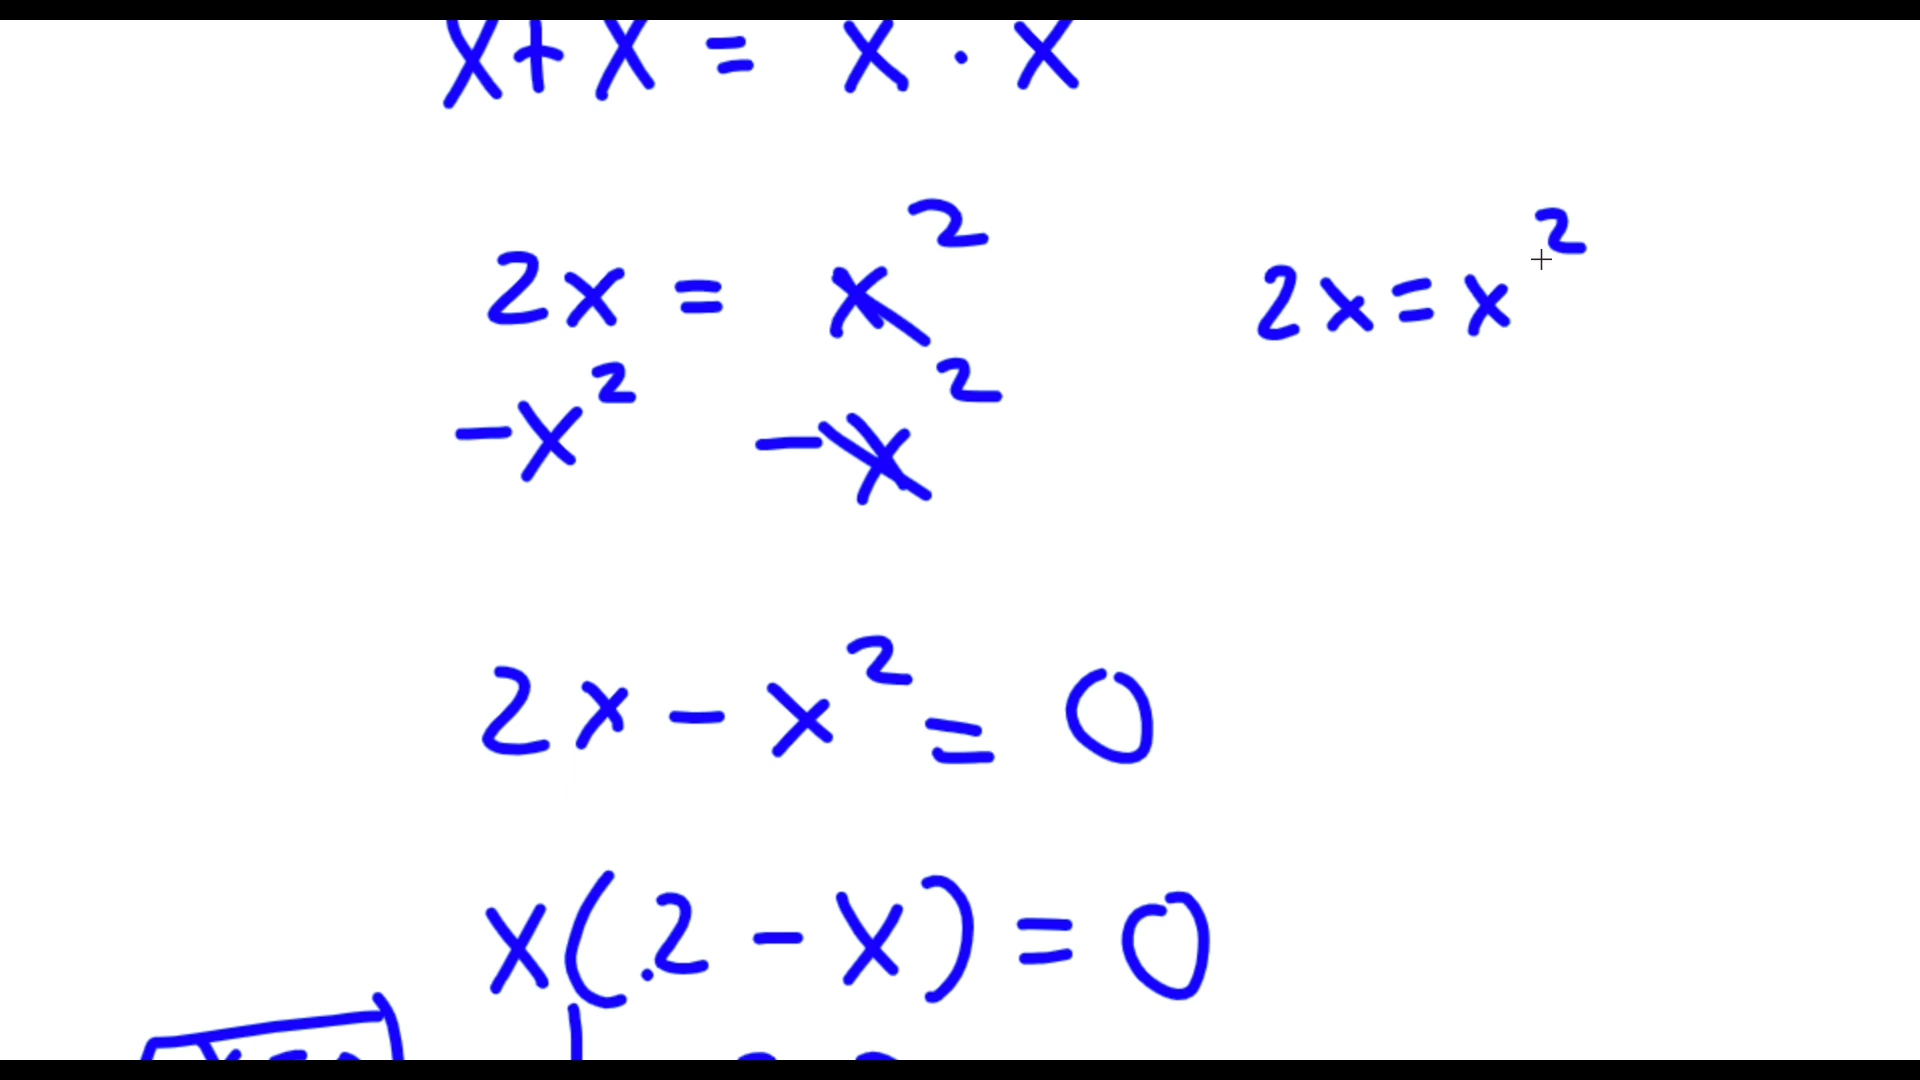 x + x = x · x
2x = x² 2x = x²
-x² -x²
2x - x² = 0
x(2 - x) = 0